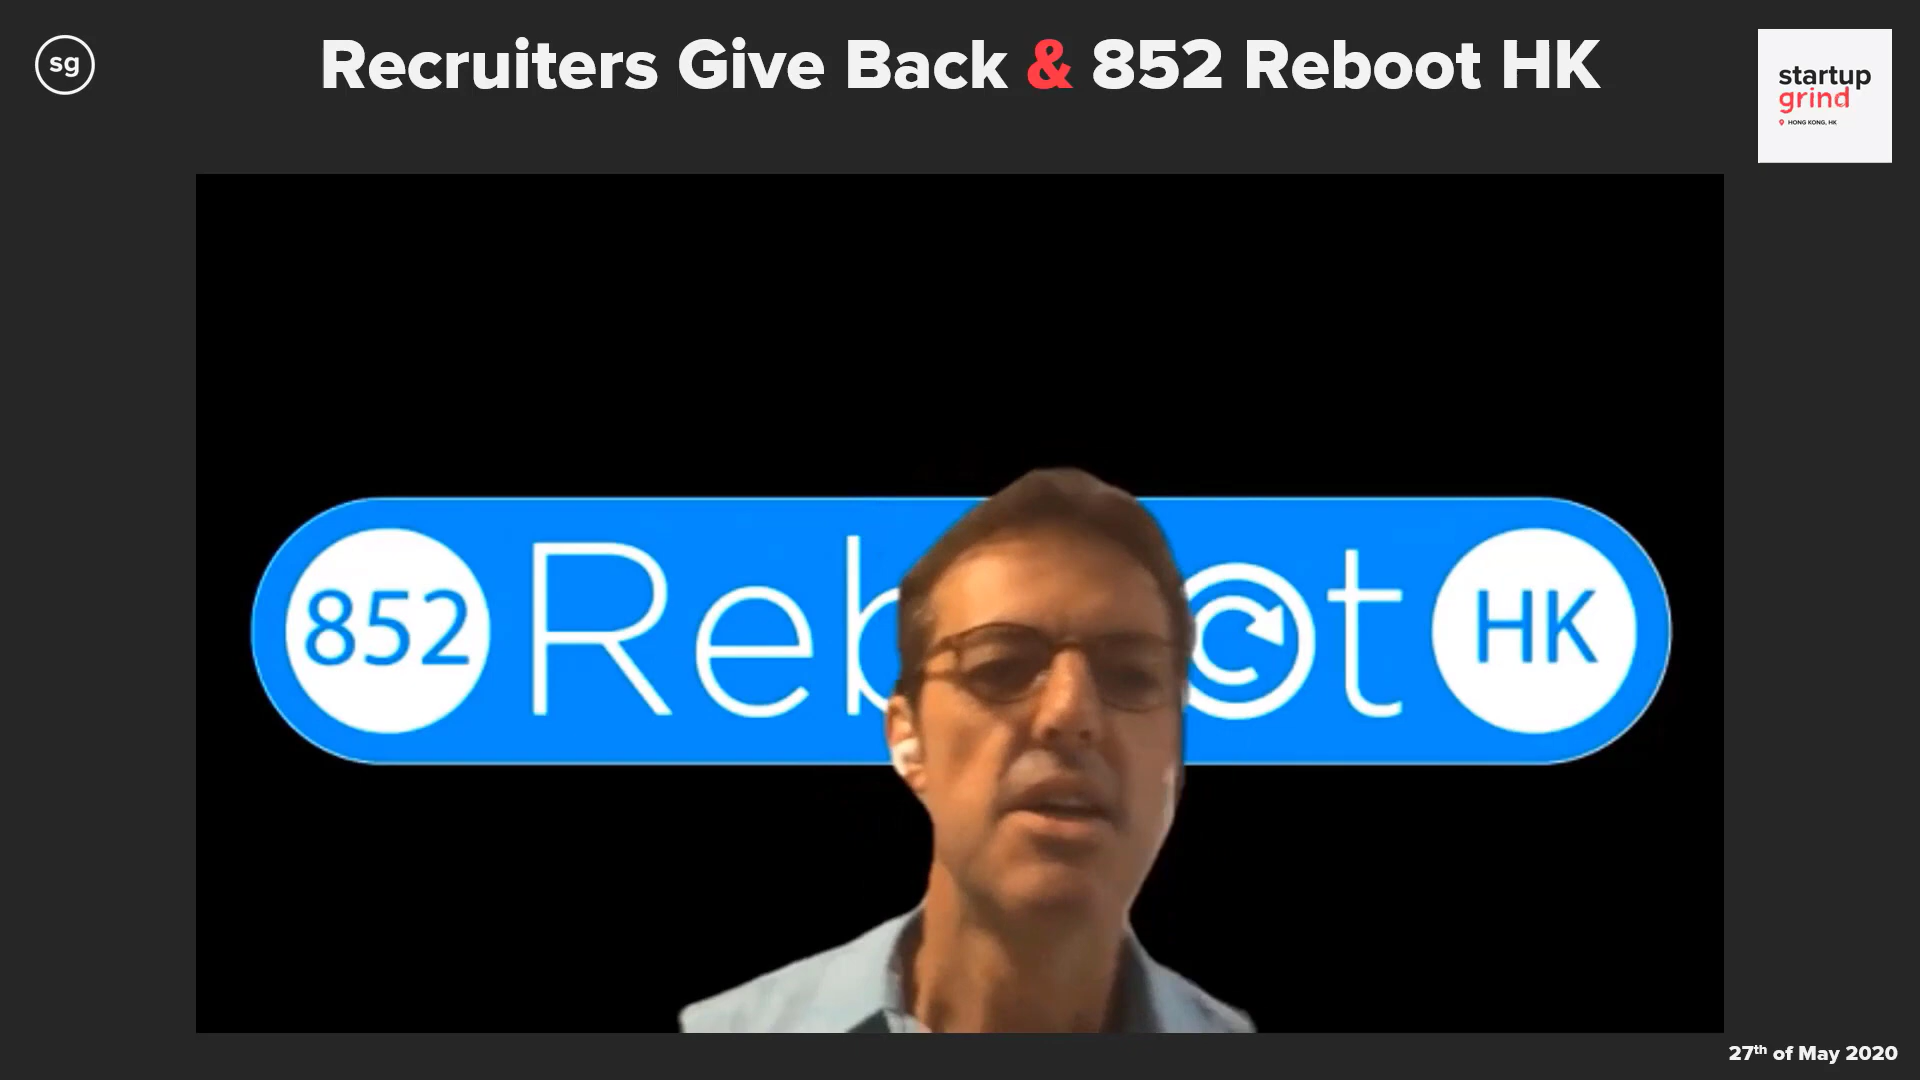 sg
Recruiters Give Back & 852 Reboot HK
startup
grind
HONG KONG, HK
852 Reb ot HK
27th of May 2020